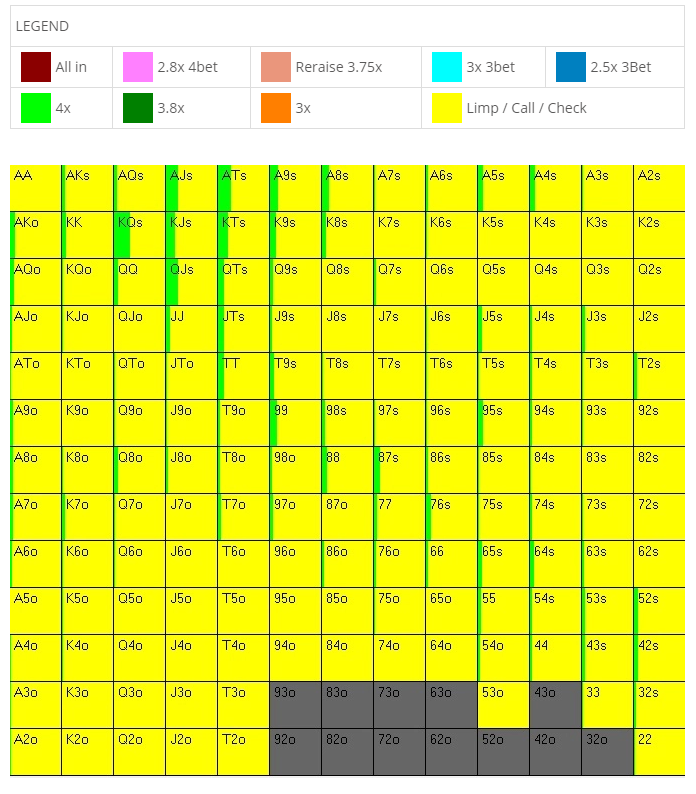 LEGEND
All in 2.8x 4bet Reraise 3.75x 3x 3bet 2.5x 3Bet
4x 3.8x 3x Limp / Call / Check
AA AKs AQs AJs ATs A9s A8s A7s A6s A5s A4s A3s A2s
AKo KK KQs KJs KTs K9s K8s K7s K6s K5s K4s K3s K2s
AQo KQo QQ QJs QTs Q9s Q8s Q7s Q6s Q5s Q4s Q3s Q2s
AJo KJo QJo JJ JTs J9s J8s J7s J6s J5s J4s J3s J2s
ATo KTo QTo JTo TT T9s T8s T7s T6s T5s T4s T3s T2s
A9o K9o Q9o J9o T9o 99 98s 97s 96s 95s 94s 93s 92s
A8o K8o Q8o J8o T8o 98o 88 87s 86s 85s 84s 83s 82s
A7o K7o Q7o J7o T7o 97o 87o 77 76s 75s 74s 73s 72s
A6o K6o Q6o J6o T6o 96o 86o 76o 66 65s 64s 63s 62s
A5o K5o Q5o J5o T5o 95o 85o 75o 65o 55 54s 53s 52s
A4o K4o Q4o J4o T4o 94o 84o 74o 64o 54o 44 43s 42s
A3o K3o Q3o J3o T3o 93o 83o 73o 63o 53o 43o 33 32s
A2o K2o Q2o J2o T2o 92o 82o 72o 62o 52o 42o 32o 22